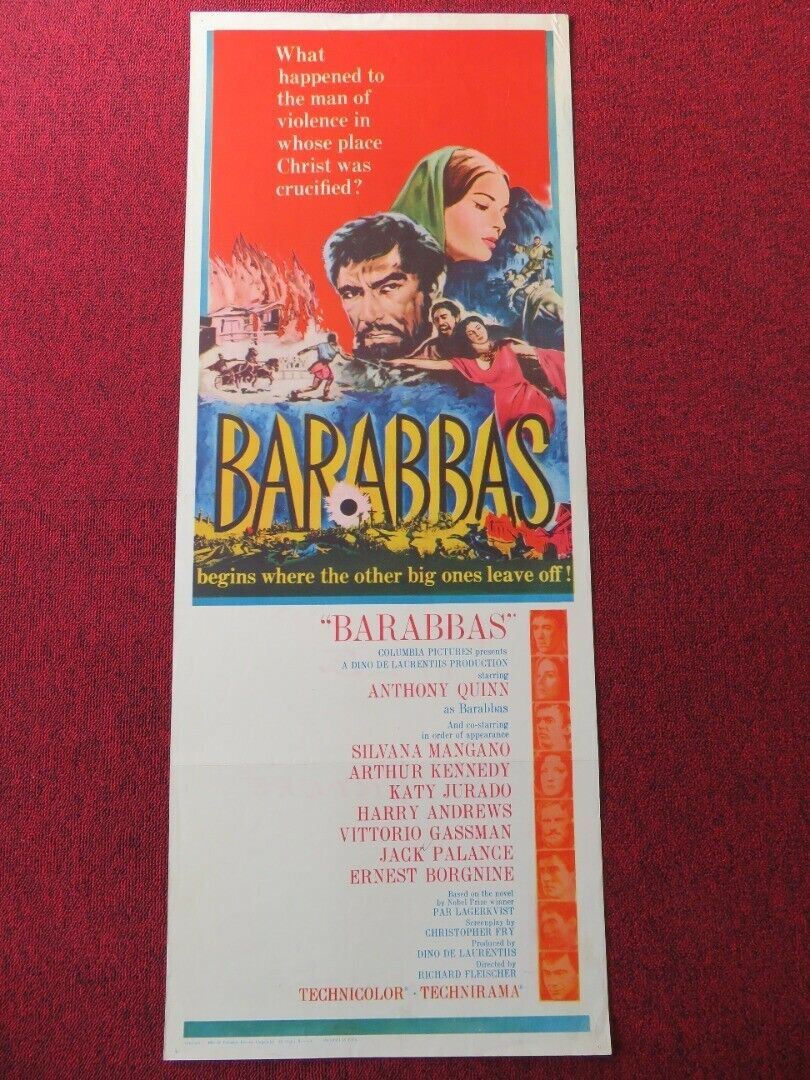 What
happened to
the man of
violence in
whose place
Christ was
crucified?
BARABBAS
begins where the other big ones leave off!
"BARABBAS"
COLUMBIA PICTURES presents
A DINO DE LAURENTIIS PRODUCTION
starring
ANTHONY QUINN
as Barabbas
And co-starring
in order of appearance
SILVANA MANGANO
ARTHUR KENNEDY
KATY JURADO
HARRY ANDREWS
VITTORIO GASSMAN
JACK PALANCE
ERNEST BORGNINE
Based on the novel
by Nobel Prize winner
PAR LAGERKVIST
Screenplay by
CHRISTOPHER FRY
Produced by
DINO DE LAURENTIIS
Directed by
RICHARD FLEISCHER
TECHNICOLOR® · TECHNIRAMA®